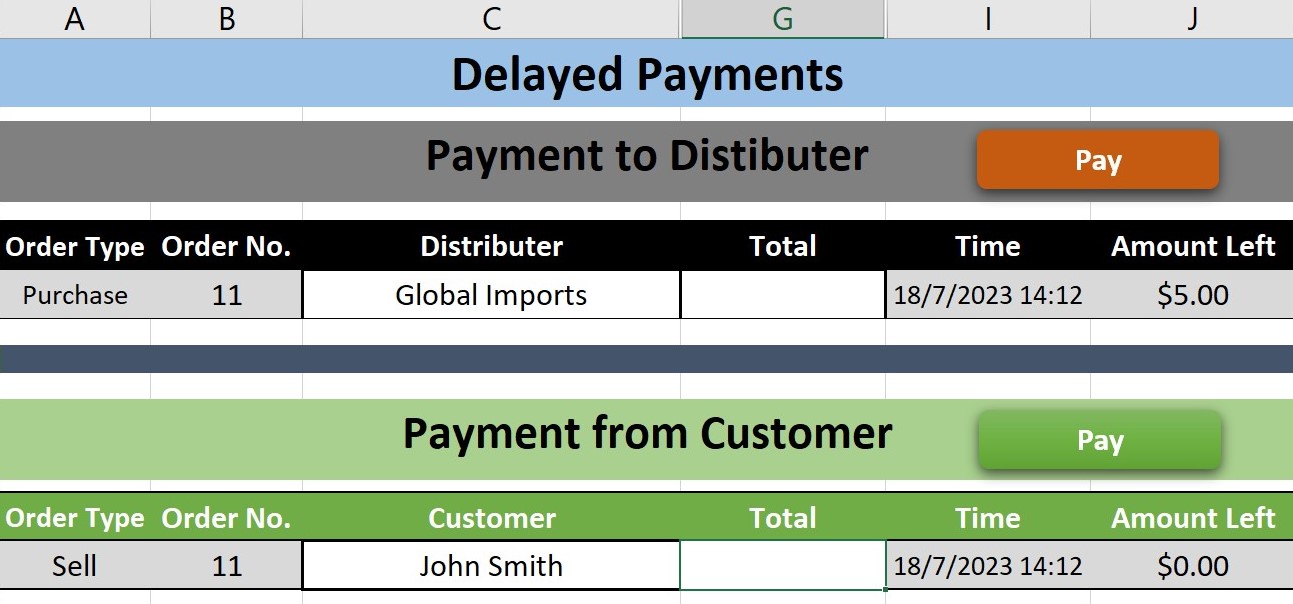 A B C G I J
Delayed Payments
Payment to Distibuter Pay
Order Type Order No. Distributer Total Time Amount Left
Purchase 11 Global Imports 18/7/2023 14:12 $5.00
Payment from Customer Pay
Order Type Order No. Customer Total Time Amount Left
Sell 11 John Smith 18/7/2023 14:12 $0.00